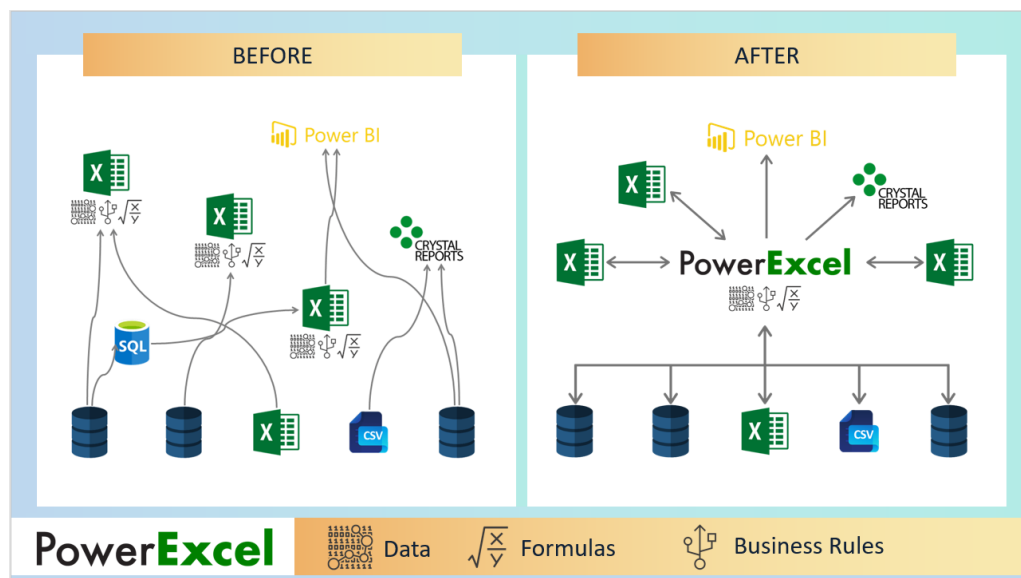 BEFORE
Power BI
X
X
√X/Y
CRYSTAL
REPORTS
√X/Y
X
SQL
√X/Y
X
CSV
AFTER
Power BI
X
CRYSTAL
REPORTS
X
PowerExcel
X
√X/Y
X
CSV
PowerExcel
Data
√X/Y
Formulas
Business Rules